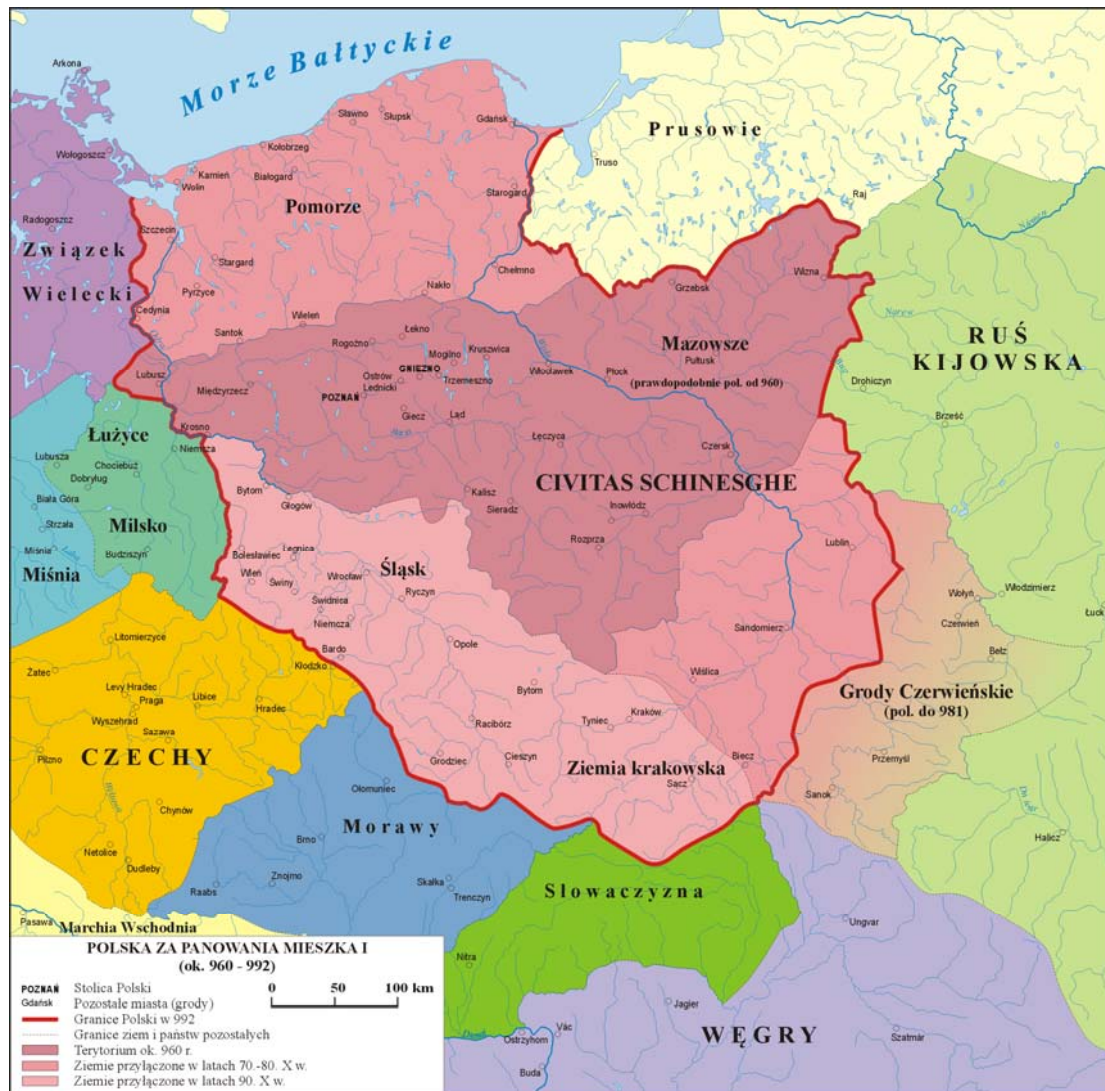 Morze Bałtyckie
Arkona
Sławno
Słupsk
Gdańsk
Prusowie
Truso
Raj
Wołogoszcz
Kołobrzeg
Kamień
Wolin
Białogard
Starogard
Pomorze
Radogoszcz
Związek
Wielecki
Szczecin
Stargard
Pyrzyce
Cedynia
Chełmno
Nakło
Grzebsk
Wizna
Niemen
Narew
Bug
RUŚ
KIJOWSKA
Santok
Wieleń
Rogoźno
Łekno
Mogilno
Kruszwica
GNIEZNO
Ostrów
Lednicki
Trzemeszno
POZNAŃ
Giecz
Ląd
Włocławek
Płock
Mazowsze
Pułtusk
(prawdopodobnie pol. od 960)
Drohiczyn
Brześć
Lubusz
Międzyrzecz
Krosno
Niemsza
Łużyce
Lubusza
Chociebuż
Dobryług
Biała Góra
Strzała
Milsko
Miśnia
Budziszyn
Miśnia
Łęczyca
Czersk
CIVITAS SCHINESGHE
Kalisz
Sieradz
Inowłódz
Rozprza
Bytom
Głogów
Bolesławiec
Legnica
Wleń
Świny
Wrocław
Śląsk
Ryczyn
Świdnica
Niemcza
Bardo
Kłodzko
Opole
Lublin
Sandomierz
Wiślica
Wołyń
Włodzimierz
Czerwień
Łuck
Bełz
Grody Czerwieńskie
(pol. do 981)
Przemyśl
Sanok
Halicz
Dniestr
Litomierzyce
Żatec
Levy Hradec
Praga
Libice
Wyszehrad
Hradec
Sazawa
CZECHY
Pilzno
Chynów
Netolice
Dudleby
Bytom
Racibórz
Tyniec
Kraków
Grodziec
Cieszyn
Ziemia krakowska
Biecz
Sącz
Ołomuniec
Morawy
Brno
Raabs
Znojmo
Skalka
Trenczyn
Słowaczyzna
Ungvar
Pasawa
Marchia Wschodnia
Nitra
Ostrzyhom
Vác
Buda
Jagier
WĘGRY
Szatmár
POLSKA ZA PANOWANIA MIESZKA I
(ok. 960 - 992)
POZNAŃ Stolica Polski
Gdańsk Pozostałe miasta (grody)
0 50 100 km
Granice Polski w 992
Granice ziem i państw pozostałych
Terytorium ok. 960 r.
Ziemie przyłączone w latach 70.-80. X w.
Ziemie przyłączone w latach 90. X w.